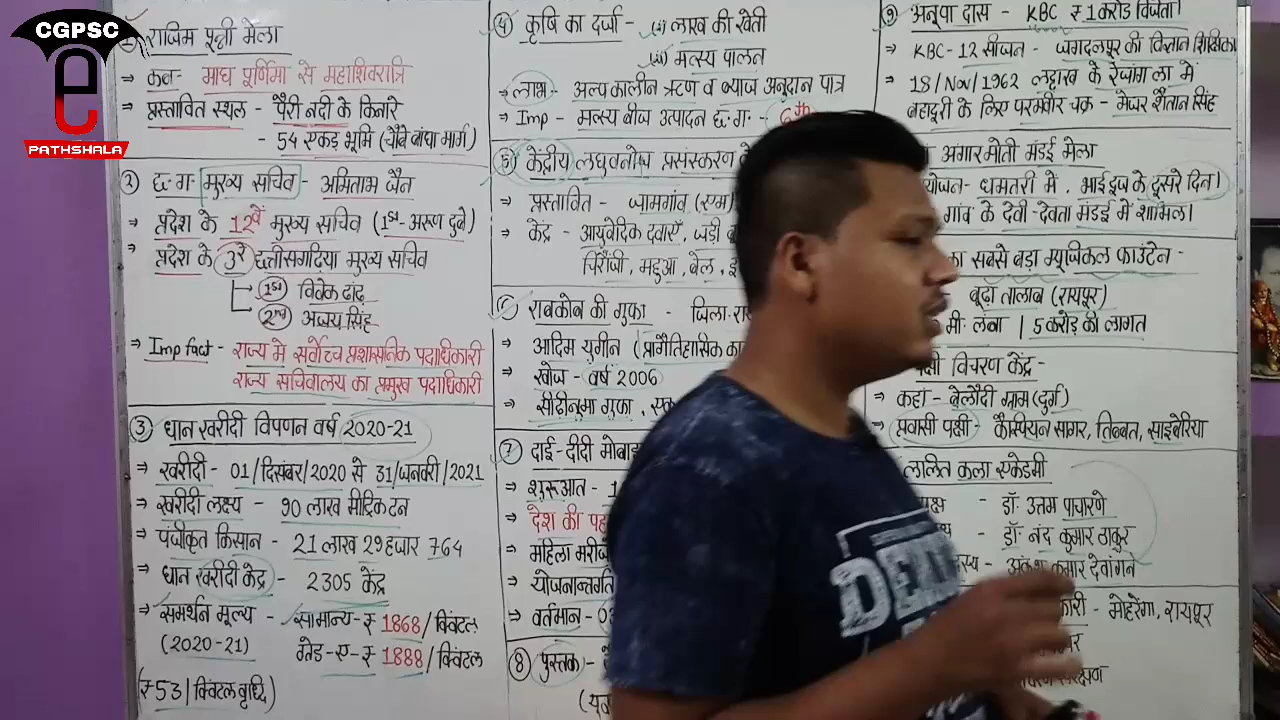 CGPSC
e
PATHSHALA
राजिम पुन्नी मेला
⇒ कब- माघ पूर्णिमा से महाशिवरात्रि
⇒ प्रस्तावित स्थल - पैरी नदी के किनारे
- 54 एकड़ भूमि (चौबे बांधा मार्ग)
② छ.ग. मुख्य सचिव - अमिताभ जैन
⇒ प्रदेश के 12वें मुख्य सचिव (1st- अरूण दुबे)
⇒ प्रदेश के 3रे छत्तीसगढ़िया मुख्य सचिव
1st विवेक ढांढ
2nd अजय सिंह
⇒ Imp fact - राज्य में सर्वोच्च प्रशासनिक पदाधिकारी
राज्य सचिवालय का प्रमुख पदाधिकारी
③ धान खरीदी विपणन वर्ष 2020-21
⇒ खरीदी - 01/दिसंबर/2020 से 31/जनवरी/2021
⇒ खरीदी लक्ष्य - 90 लाख मीट्रिक टन
⇒ पंजीकृत किसान - 21 लाख 29 हजार 764
⇒ धान खरीदी केंद्र - 2305 केंद्र
⇒ समर्थन मूल्य - सामान्य - ₹ 1868/क्विंटल
(2020-21) ग्रेड-ए- ₹ 1888/क्विंटल
(₹ 53/क्विंटल वृद्धि)
④ कृषि का दर्जा - (i) लाख की खेती
(ii) मत्स्य पालन
⇒ लाभ - अल्पकालीन ऋण व ब्याज अनुदान पात्र
⇒ Imp - मत्स्य बीज उत्पादन छ.ग. - 6th
⑤ केंद्रीय लघुवनोपज प्रसंस्करण
⇒ प्रस्तावित - जामगांव (एम)
⇒ केंद्र - आयुर्वेदिक दवाएँ, जड़ी
चिरौंजी, महुआ, बेल,
⑥ रावकोब की गुफा - जिला-
⇒ आदिम युगीन (प्रागैतिहासिक
⇒ खोज - वर्ष 2006
⇒ सीढ़ीनुमा गुफा,
⑦ दाई-दीदी
⇒ शुरूआत - 1
⇒ देश की
⇒ महिला
⇒ योजनान्तर्गत
⇒ वर्तमान -
⑧ पुस्तक -
⑨ अनूपा दास - KBC ₹ 1 करोड़ विजेता।
⇒ KBC-12 सीजन - जगदलपुर की विज्ञान शिक्षिका
⇒ 18/Nov/1962 लद्दाख के रेजांगला में
बहादुरी के लिए परमवीर चक्र - मेजर शैतान सिंह
अंगारमोती मंडई मेला
धमतरी में, भाई दूज के दूसरे दिन।
गांव के देवी-देवता मंडई में शामिल।
सबसे बड़ा म्यूजिकल फाउंटेन -
बूढ़ा तालाब (रायपुर)
मी. लंबा | 5 करोड़ की लागत
पक्षी विचरण केंद्र -
⇒ कहां - बेलौदी ग्राम (दुर्ग)
⇒ प्रवासी पक्षी - कैस्पियन सागर, तिब्बत, साइबेरिया
ललित कला एकेडमी
- डॉ. उत्तम पाचारणे
- डॉ. नंद कुमार ठाकुर
- अंकुश कुमार देवांगन
- मोहरेंगा, रायपुर